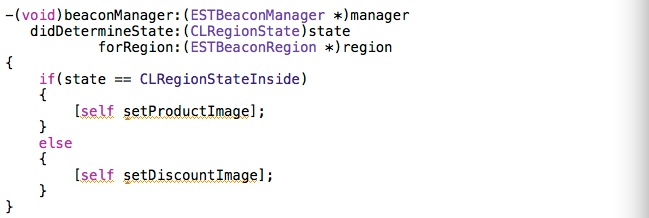 -(void)beaconManager:(ESTBeaconManager *)manager
didDetermineState:(CLRegionState)state
forRegion:(ESTBeaconRegion *)region
{
if(state == CLRegionStateInside)
{
[self setProductImage];
}
else
{
[self setDiscountImage];
}
}